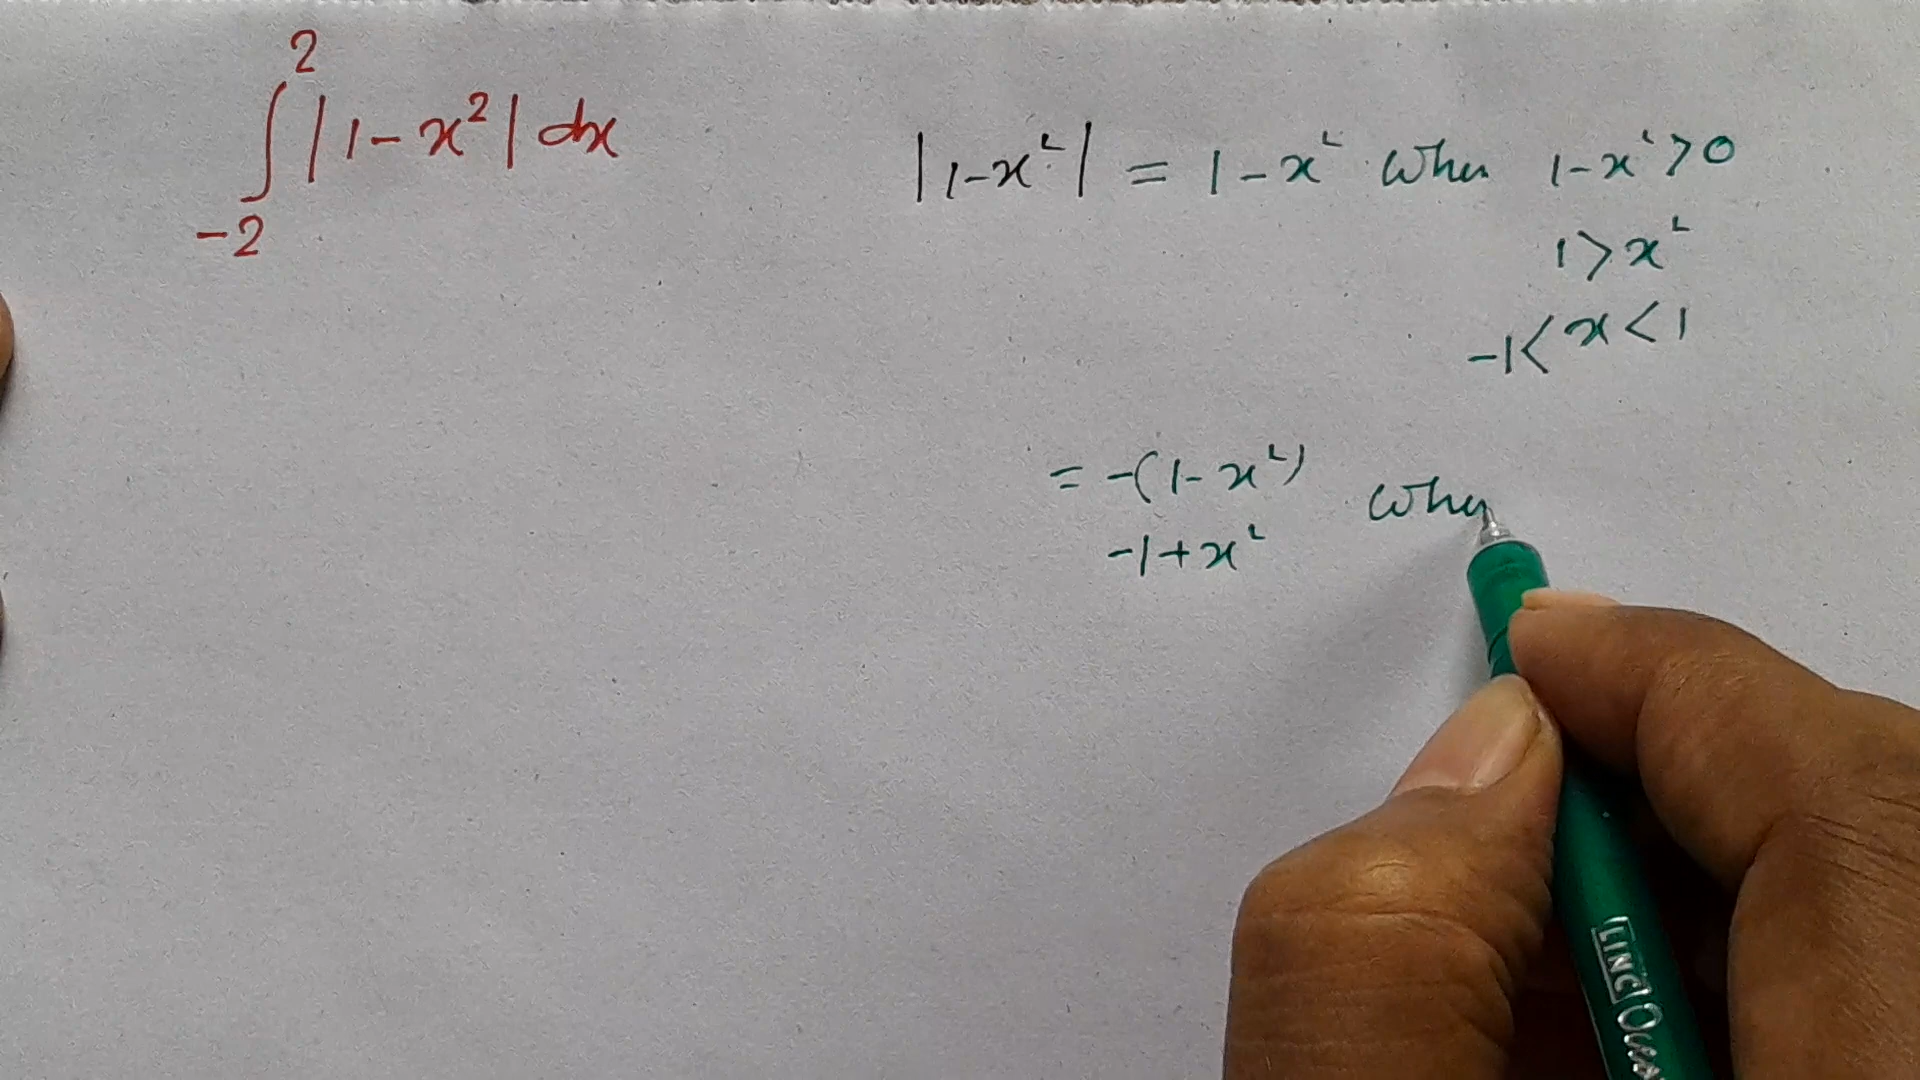 2
∫ |1-x²| dx
-2
|1-x²| = 1-x² when 1-x²>0
1>x²
-1<x<1
= -(1-x²) when
-1+x²
LINC Ocea